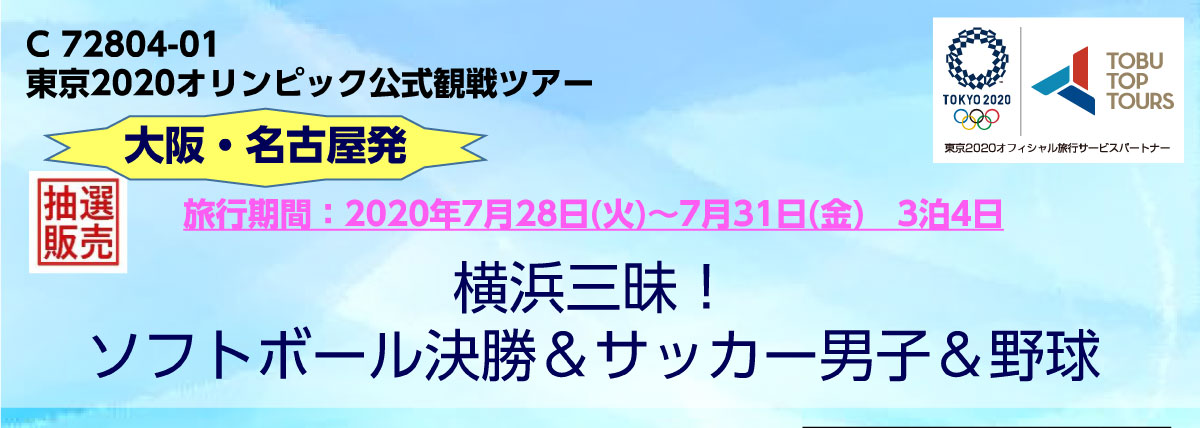 C 72804-01
東京2020オリンピック公式観戦ツアー
大阪・名古屋発
TOKYO 2020
TOBU
TOP
TOURS
東京2020オフィシャル旅行サービスパートナー
抽選
販売
旅行期間：2020年7月28日(火)～7月31日(金)　3泊4日
横浜三昧！
ソフトボール決勝＆サッカー男子＆野球